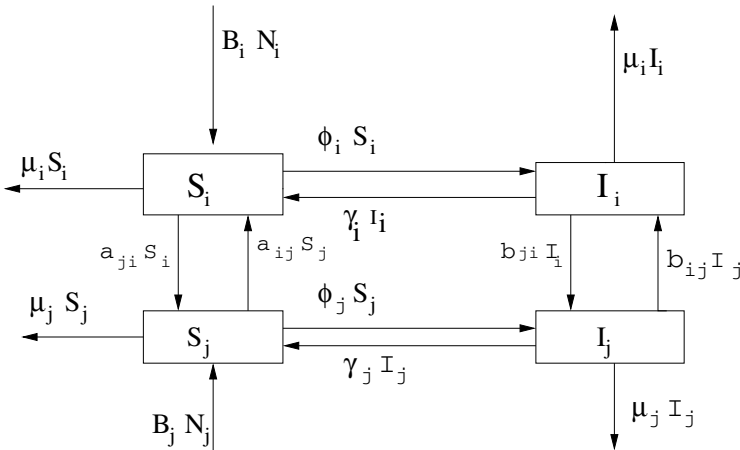 B_i N_i
μ_i I_i
ϕ_i S_i
μ_i S_i
S_i
I_i
γ_i I_i
a_ji S_i
a_ij S_j
b_ji I_i
b_ij I_j
ϕ_j S_j
μ_j S_j
S_j
I_j
γ_j I_j
μ_j I_j
B_j N_j